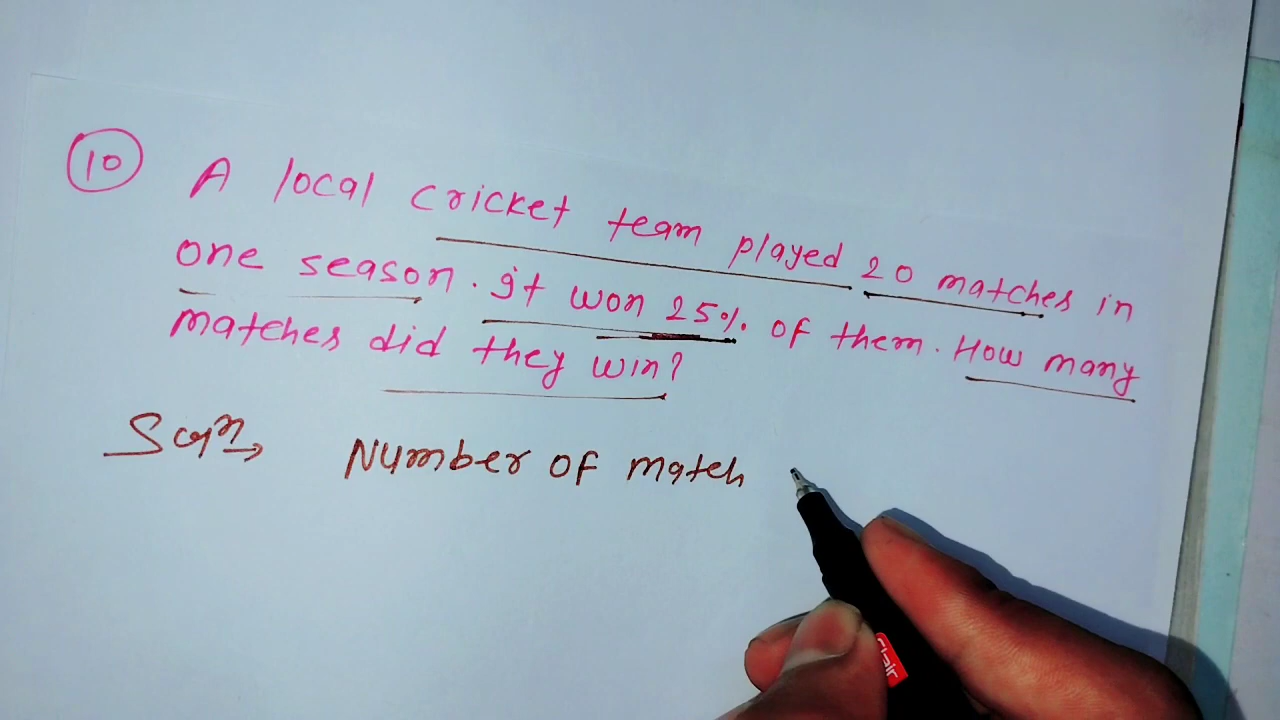 10 A local cricket team played 20 matches in
one season. It won 25% of them. How many
matches did they win?
Soln→ Number of match